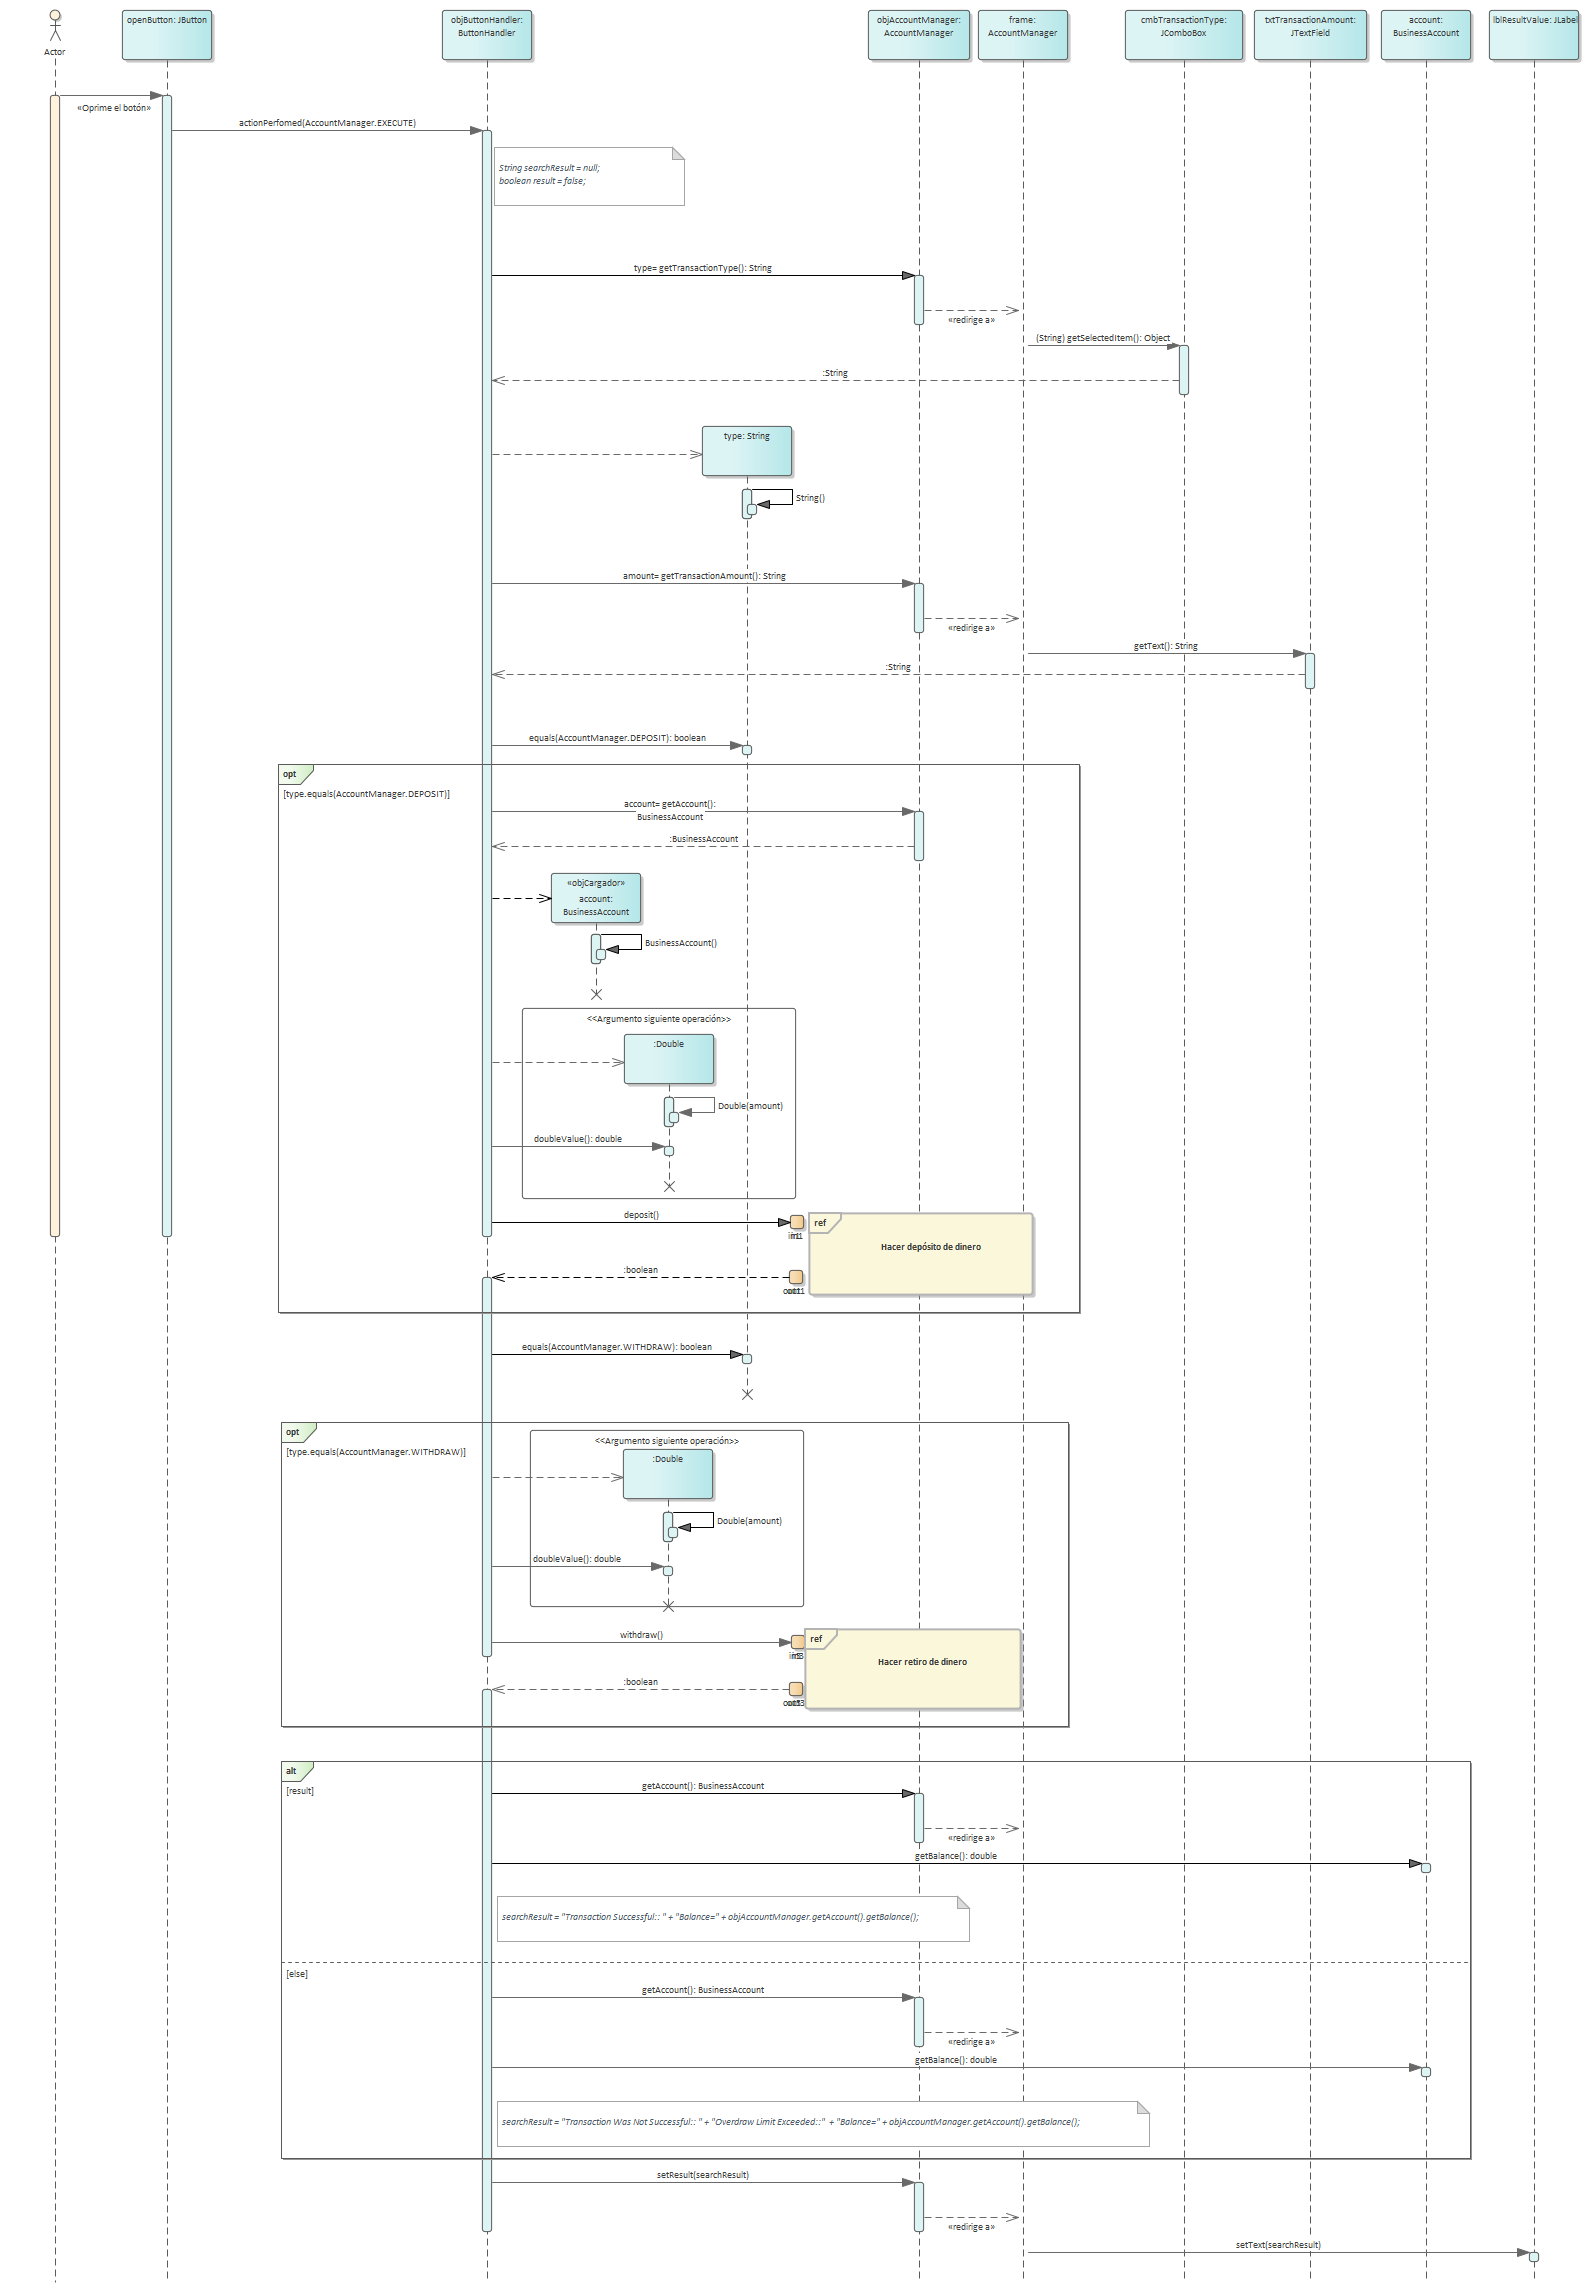 Actor
openButton: JButton
objButtonHandler:
ButtonHandler
objAccountManager:
AccountManager
frame:
AccountManager
cmbTransactionType:
JComboBox
txtTransactionAmount:
JTextField
account:
BusinessAccount
lblResultValue: JLabel
«Oprime el botón»
actionPerfomed(AccountManager.EXECUTE)
String searchResult = null;
boolean result = false;
type= getTransactionType(): String
«redirige a»
(String) getSelectedItem(): Object
:String
type: String
String()
amount= getTransactionAmount(): String
«redirige a»
getText(): String
:String
equals(AccountManager.DEPOSIT): boolean
opt
[type.equals(AccountManager.DEPOSIT)]
account= getAccount():
BusinessAccount
:BusinessAccount
«objCargador»
account:
BusinessAccount
BusinessAccount()
<<Argumento siguiente operación>>
:Double
Double(amount)
doubleValue(): double
deposit()
ref
Hacer depósito de dinero
:boolean
equals(AccountManager.WITHDRAW): boolean
opt
[type.equals(AccountManager.WITHDRAW)]
<<Argumento siguiente operación>>
:Double
Double(amount)
doubleValue(): double
withdraw()
ref
Hacer retiro de dinero
:boolean
alt
[result]
getAccount(): BusinessAccount
«redirige a»
getBalance(): double
searchResult = "Transaction Successful:: " + "Balance=" + objAccountManager.getAccount().getBalance();
[else]
getAccount(): BusinessAccount
«redirige a»
getBalance(): double
searchResult = "Transaction Was Not Successful:: " + "Overdraw Limit Exceeded::" + "Balance=" + objAccountManager.getAccount().getBalance();
setResult(searchResult)
«redirige a»
setText(searchResult)